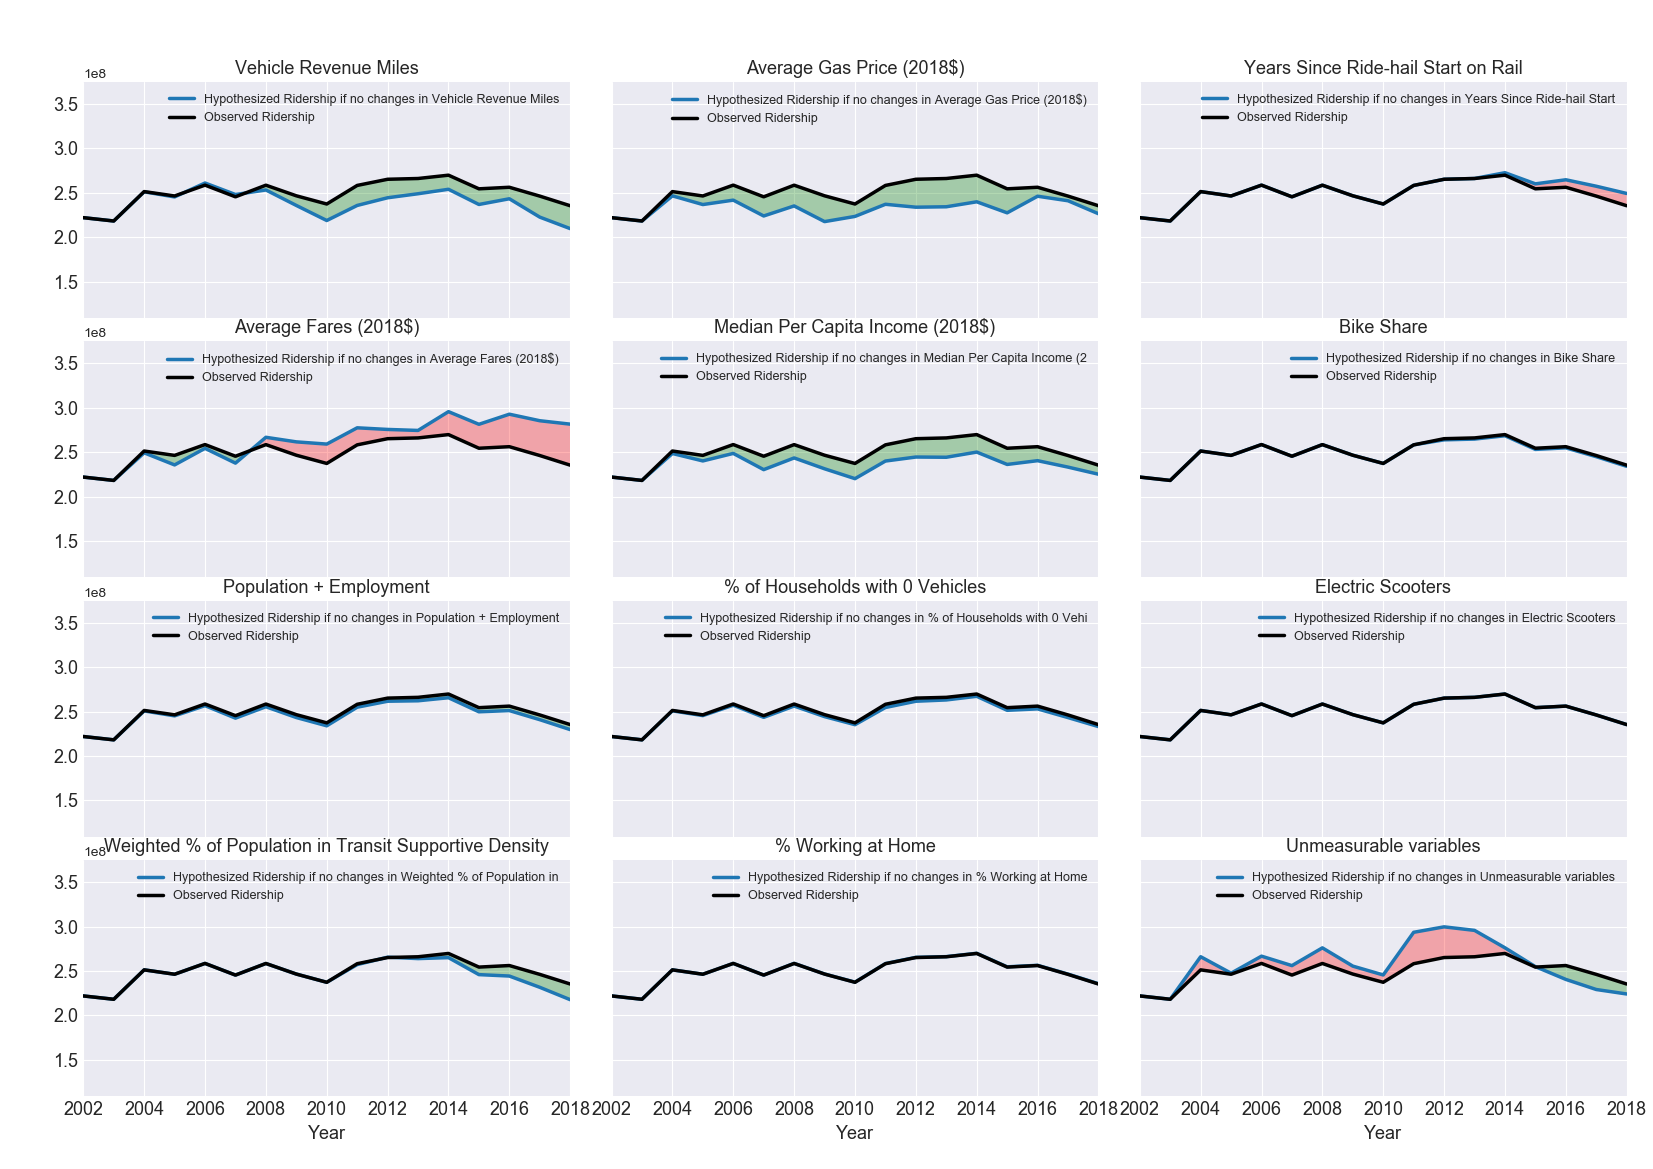 Vehicle Revenue Miles
1e8
Hypothesized Ridership if no changes in Vehicle Revenue Miles
Observed Ridership
3.5
3.0
2.5
2.0
1.5
Average Gas Price (2018$)
Hypothesized Ridership if no changes in Average Gas Price (2018$)
Observed Ridership
Years Since Ride-hail Start on Rail
Hypothesized Ridership if no changes in Years Since Ride-hail Start
Observed Ridership
Average Fares (2018$)
1e8
Hypothesized Ridership if no changes in Average Fares (2018$)
Observed Ridership
3.5
3.0
2.5
2.0
1.5
Median Per Capita Income (2018$)
Hypothesized Ridership if no changes in Median Per Capita Income (2
Observed Ridership
Bike Share
Hypothesized Ridership if no changes in Bike Share
Observed Ridership
Population + Employment
1e8
Hypothesized Ridership if no changes in Population + Employment
Observed Ridership
3.5
3.0
2.5
2.0
1.5
% of Households with 0 Vehicles
Hypothesized Ridership if no changes in % of Households with 0 Vehi
Observed Ridership
Electric Scooters
Hypothesized Ridership if no changes in Electric Scooters
Observed Ridership
Weighted % of Population in Transit Supportive Density
1e8
Hypothesized Ridership if no changes in Weighted % of Population in
Observed Ridership
3.5
3.0
2.5
2.0
1.5
2002 2004 2006 2008 2010 2012 2014 2016 2018
Year
% Working at Home
Hypothesized Ridership if no changes in % Working at Home
Observed Ridership
2002 2004 2006 2008 2010 2012 2014 2016 2018
Year
Unmeasurable variables
Hypothesized Ridership if no changes in Unmeasurable variables
Observed Ridership
2002 2004 2006 2008 2010 2012 2014 2016 2018
Year